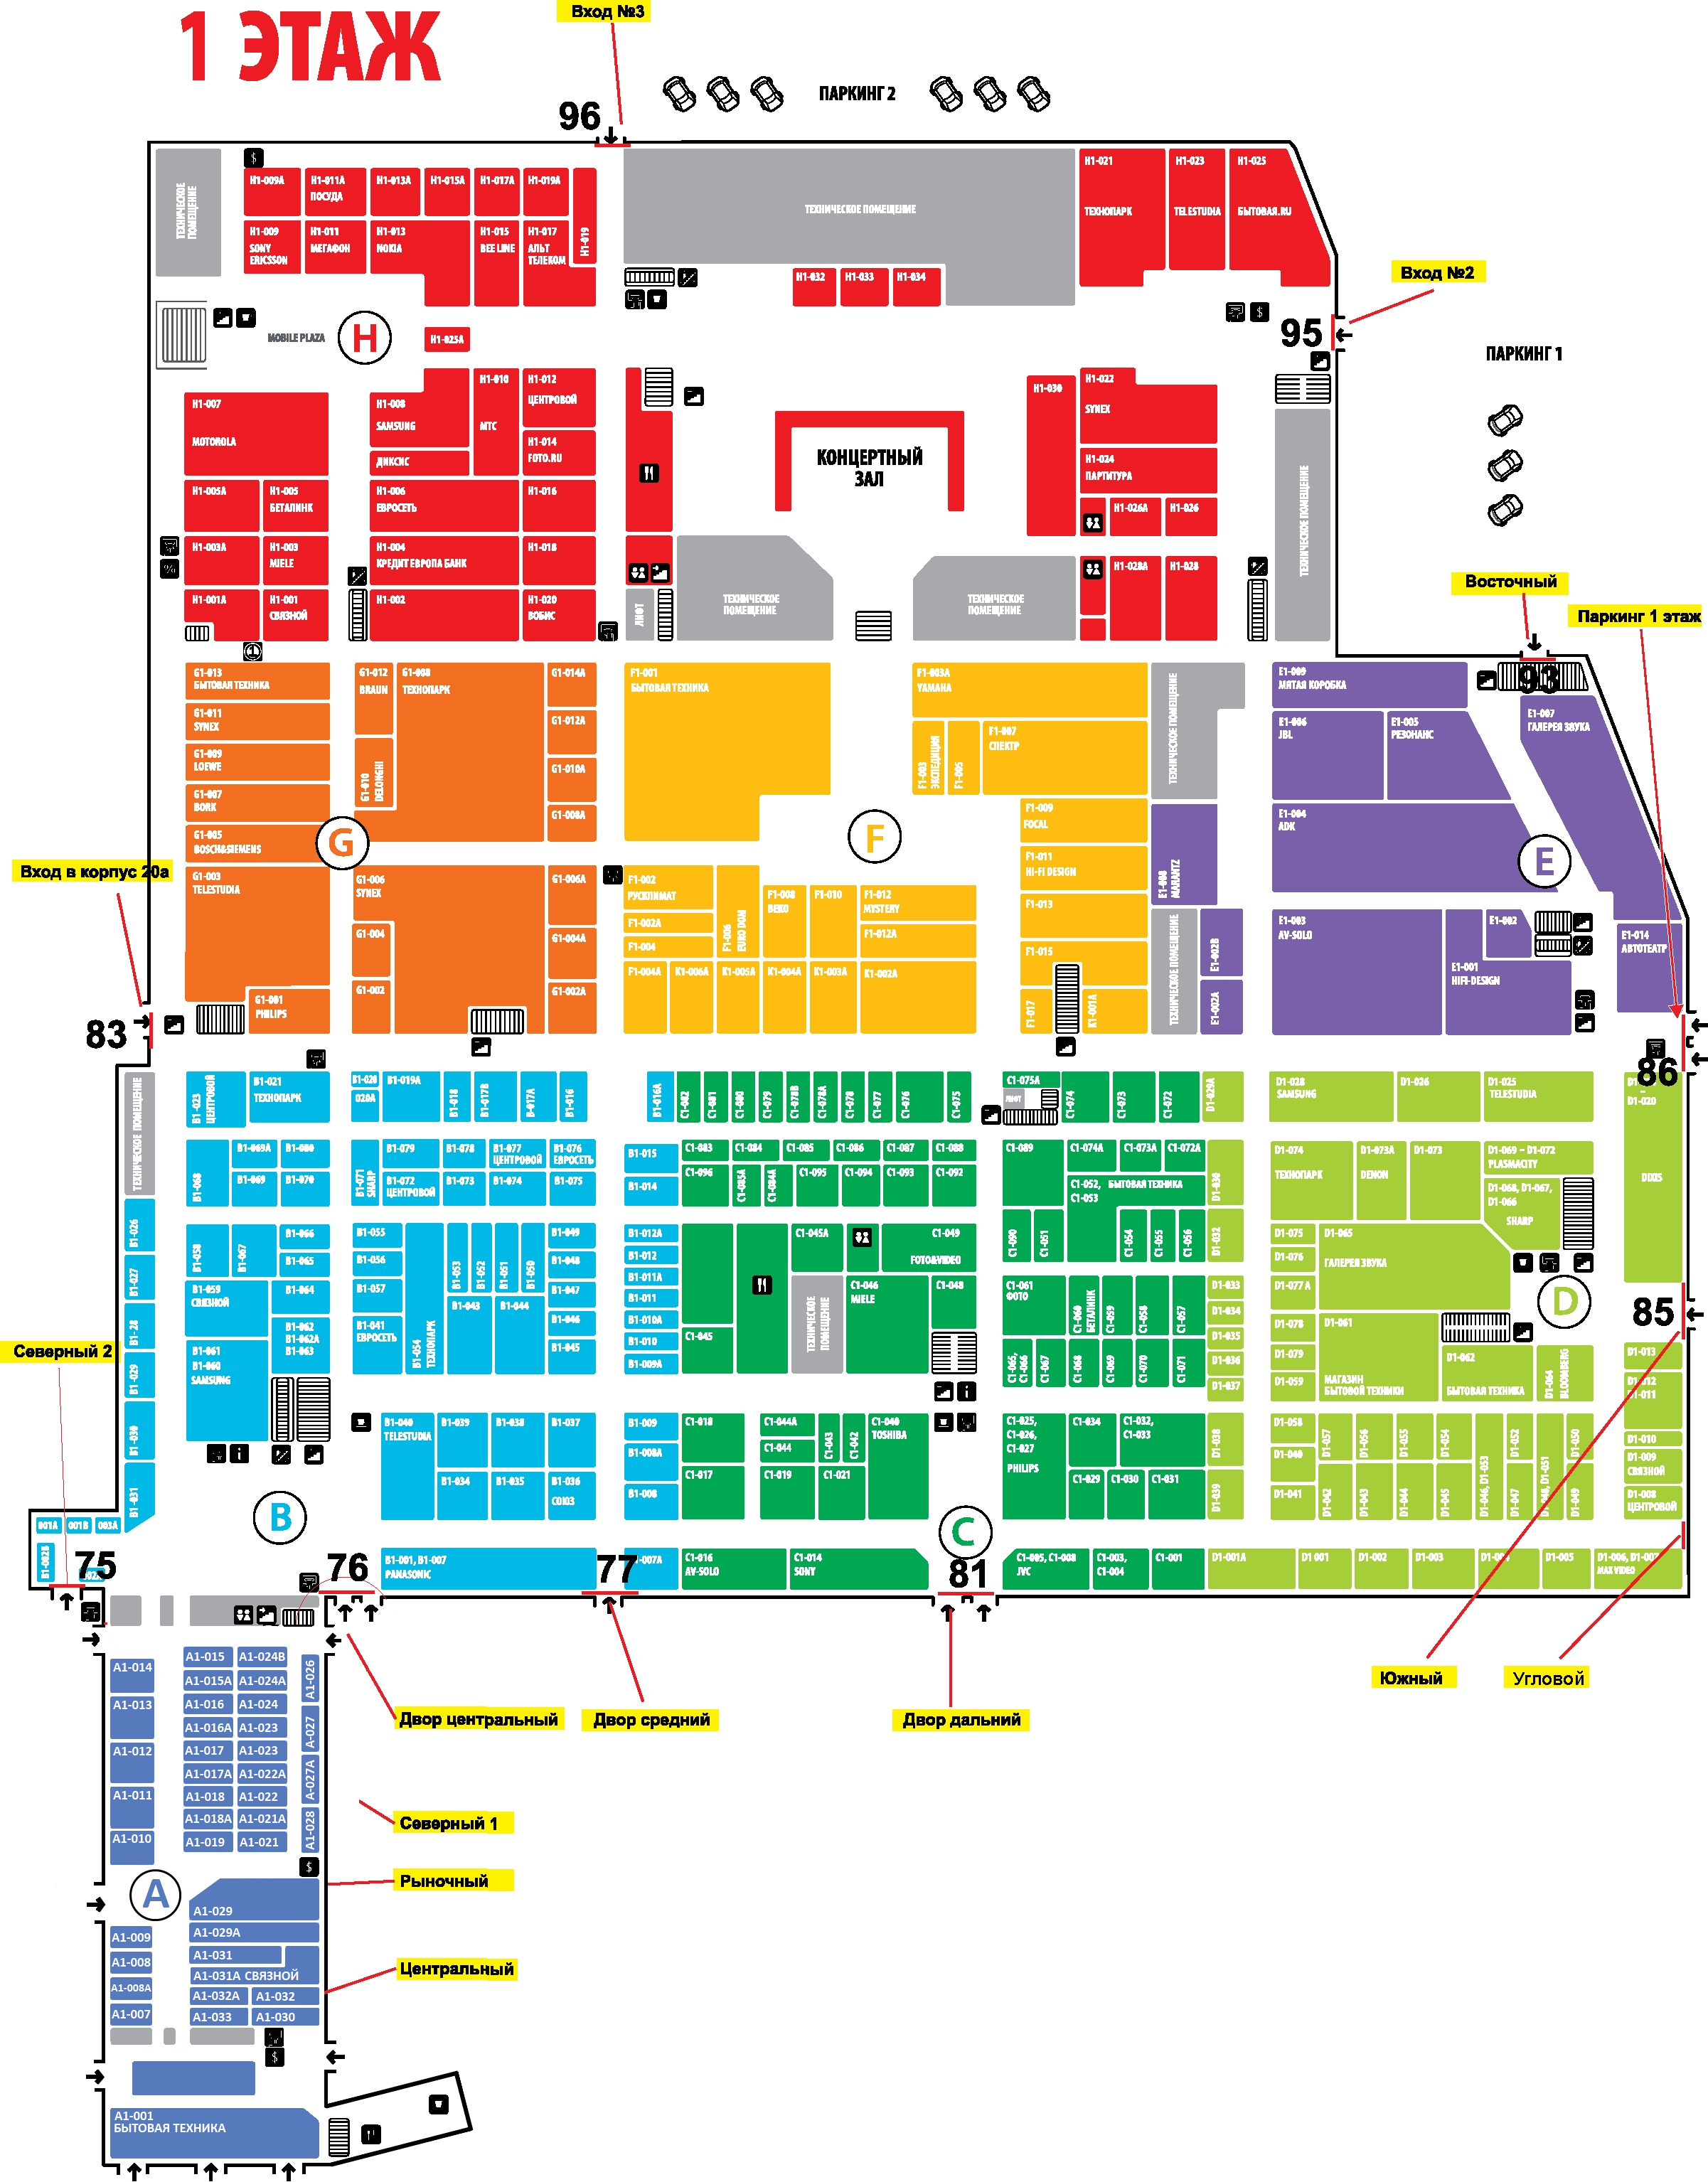 1 ЭТАЖ
Вход №3
96
ПАРКИНГ 2
ТЕХНИЧЕСКОЕ
ПОМЕЩЕНИЕ
H1-009A
H1-011A
ПОСУДА
H1-013A
H1-015A
H1-017A
H1-019A
H1-019
H1-009
SONY
ERICSSON
H1-011
МЕГАФОН
H1-013
NOKIA
H1-015
BEE LINE
H1-017
АЛЬТ
ТЕЛЕКОМ
ТЕХНИЧЕСКОЕ ПОМЕЩЕНИЕ
H1-032
H1-033
H1-034
H1-021
ТЕХНОПАРК
H1-023
TELESTUDIA
H1-025
БЫТОВАЯ.RU
Вход №2
95
ПАРКИНГ 1
MOBILE PLAZA
H
H1-025A
H1-007
MOTOROLA
H1-008
SAMSUNG
ДИКСИС
H1-010
МТС
H1-012
ЦЕНТРОВОЙ
H1-014
FOTO.RU
КОНЦЕРТНЫЙ
ЗАЛ
H1-030
H1-022
SYNEX
H1-024
ПАРТИТУРА
H1-026A
H1-026
ТЕХНИЧЕСКОЕ ПОМЕЩЕНИЕ
H1-005A
H1-005
БЕТАЛИНК
H1-006
ЕВРОСЕТЬ
H1-016
H1-003A
H1-003
MIELE
H1-004
КРЕДИТ ЕВРОПА БАНК
H1-018
H1-001A
H1-001
СВЯЗНОЙ
H1-002
H1-020
ВОБИС
ЛИФТ
ТЕХНИЧЕСКОЕ
ПОМЕЩЕНИЕ
ТЕХНИЧЕСКОЕ
ПОМЕЩЕНИЕ
H1-028A
H1-028
Восточный
Паркинг 1 этаж
93
G1-013
БЫТОВАЯ ТЕХНИКА
G1-011
SYNEX
G1-009
LOEWE
G1-007
BORK
G1-005
BOSCH&SIEMENS
G1-003
TELESTUDIA
G1-001
PHILIPS
G1-012
BRAUN
G1-010
DELONGHI
G1-008
ТЕХНОПАРК
G1-014A
G1-012A
G1-010A
G1-008A
G
G1-006
SYNEX
G1-004
G1-002
G1-006A
G1-004A
G1-002A
F1-001
БЫТОВАЯ ТЕХНИКА
F
F1-003A
YAMAHA
F1-003
ЭКСПЕДИЦИЯ
F1-005
F1-007
СПЕКТР
F1-009
FOCAL
F1-011
HI-FI DESIGN
F1-013
F1-015
F1-017
K1-001A
F1-002
РУСКЛИМАТ
F1-002A
F1-004
F1-004A
F1-006
EURO DOM
F1-008
BEKO
F1-010
F1-012
MYSTERY
F1-012A
K1-006A
K1-005A
K1-004A
K1-003A
K1-002A
ТЕХНИЧЕСКОЕ ПОМЕЩЕНИЕ
E1-008
MARANTZ
ТЕХНИЧЕСКОЕ ПОМЕЩЕНИЕ
E1-002B
E1-002A
E1-009
МЯТАЯ КОРОБКА
E1-006
JBL
E1-005
РЕЗОНАНС
E1-007
ГАЛЕРЕЯ ЗВУКА
E1-004
ADK
E
E1-003
AV-SOLO
E1-002
E1-001
HIFI-DESIGN
E1-014
АВТОТЕАТР
Вход в корпус 20а
83
86
ТЕХНИЧЕСКОЕ ПОМЕЩЕНИЕ
B1-023
ЦЕНТРОВОЙ
B1-021
ТЕХНОПАРК
B1-020
020A
B1-019A
B1-018
B1-017B
B-017A
B1-016
B1-016A
C1-082
C1-081
C1-080
C1-079
C1-078B
C1-078A
C1-078
C1-077
C1-076
C1-075
C1-075A
ЛИФТ
C1-074
C1-073
C1-072
D1-029A
D1-028
SAMSUNG
D1-026
D1-025
TELESTUDIA
D1-020
DIXIS
B1-068
B1-069A
B1-080
B1-069
B1-070
B1-071
SHARP
B1-079
B1-078
B1-077
ЦЕНТРОВОЙ
B1-076
ЕВРОСЕТЬ
B1-072
ЦЕНТРОВОЙ
B1-073
B1-074
B1-075
B1-015
B1-014
C1-083
C1-084
C1-085
C1-086
C1-087
C1-088
C1-096
C1-085A
C1-084A
C1-095
C1-094
C1-093
C1-092
C1-089
C1-074A
C1-073A
C1-072A
C1-052,
C1-053
БЫТОВАЯ ТЕХНИКА
C1-090
C1-051
C1-054
C1-055
C1-056
D1-030
D1-032
D1-074
ТЕХНОПАРК
D1-073A
DENON
D1-073
D1-069 – D1-072
PLASMACITY
D1-068, D1-067,
D1-066
SHARP
B1-026
B1-027
B1-28
B1-029
B1-030
B1-031
B1-058
B1-067
B1-066
B1-065
B1-059
СВЯЗНОЙ
B1-064
B1-062
B1-062A
B1-063
B1-061
B1-060
SAMSUNG
B1-055
B1-056
B1-057
B1-041
ЕВРОСЕТЬ
B1-054
ТЕХНОПАРК
B1-053
B1-052
B1-051
B1-050
B1-043
B1-044
B1-049
B1-048
B1-047
B1-046
B1-045
B1-012A
B1-012
B1-011A
B1-011
B1-010A
B1-010
B1-009A
C1-045
C1-045A
ТЕХНИЧЕСКОЕ
ПОМЕЩЕНИЕ
C1-049
FOTO&VIDEO
C1-046
MIELE
C1-048
C1-061
ФОТО
C1-060
БЕТАЛИНК
C1-059
C1-058
C1-057
C1-065,
C1-066
C1-067
C1-068
C1-069
C1-070
C1-071
D1-033
D1-034
D1-035
D1-036
D1-037
D1-075
D1-076
D1-077 A
D1-078
D1-079
D1-059
D1-065
ГАЛЕРЕЯ ЗВУКА
D1-061
МАГАЗИН
БЫТОВОЙ ТЕХНИКИ
D1-062
БЫТОВАЯ ТЕХНИКА
D1-064
BLOOMBERG
D
85
D1-013
D1-012
D1-011
D1-010
D1-009
СВЯЗНОЙ
D1-008
ЦЕНТРОВОЙ
Северный 2
B1-040
TELESTUDIA
B1-039
B1-038
B1-037
B1-034
B1-035
B1-036
СОЮЗ
B1-009
B1-008A
B1-008
C1-018
C1-017
C1-044A
C1-044
C1-043
C1-042
C1-040
TOSHIBA
C1-019
C1-021
C1-025,
C1-026,
C1-027
PHILIPS
C1-034
C1-032,
C1-033
C1-029
C1-030
C1-031
D1-038
D1-039
D1-058
D1-040
D1-041
D1-057
D1-056
D1-055
D1-054
D1-042
D1-043
D1-044
D1-045
D1-046, D1-053
D1-052
D1-047
D1-048, D1-051
D1-050
D1-049
001A
001B
003A
B1-002B
002A
75
B
76
B1-001, B1-007
PANASONIC
77
007A
C1-016
AV-SOLO
C1-014
SONY
C
81
C1-005, C1-008
JVC
C1-003,
C1-004
C1-001
D1-001A
D1 001
D1-002
D1-003
D1-004
D1-005
D1-006, D1-007
MAX VIDEO
Южный
Угловой
Двор центральный
Двор средний
Двор дальний
A1-014
A1-013
A1-012
A1-011
A1-010
A1-015
A1-024B
A1-015A
A1-024A
A1-016
A1-024
A1-016A
A1-023
A1-017
A1-023
A1-017A
A1-022A
A1-018
A1-022
A1-018A
A1-021A
A1-019
A1-021
A1-026
A-027
A-027A
A1-028
Северный 1
Рыночный
Центральный
A
A1-029
A1-029A
A1-031
A1-031A СВЯЗНОЙ
A1-032A
A1-032
A1-033
A1-030
A1-009
A1-008
A1-008A
A1-007
A1-001
БЫТОВАЯ ТЕХНИКА